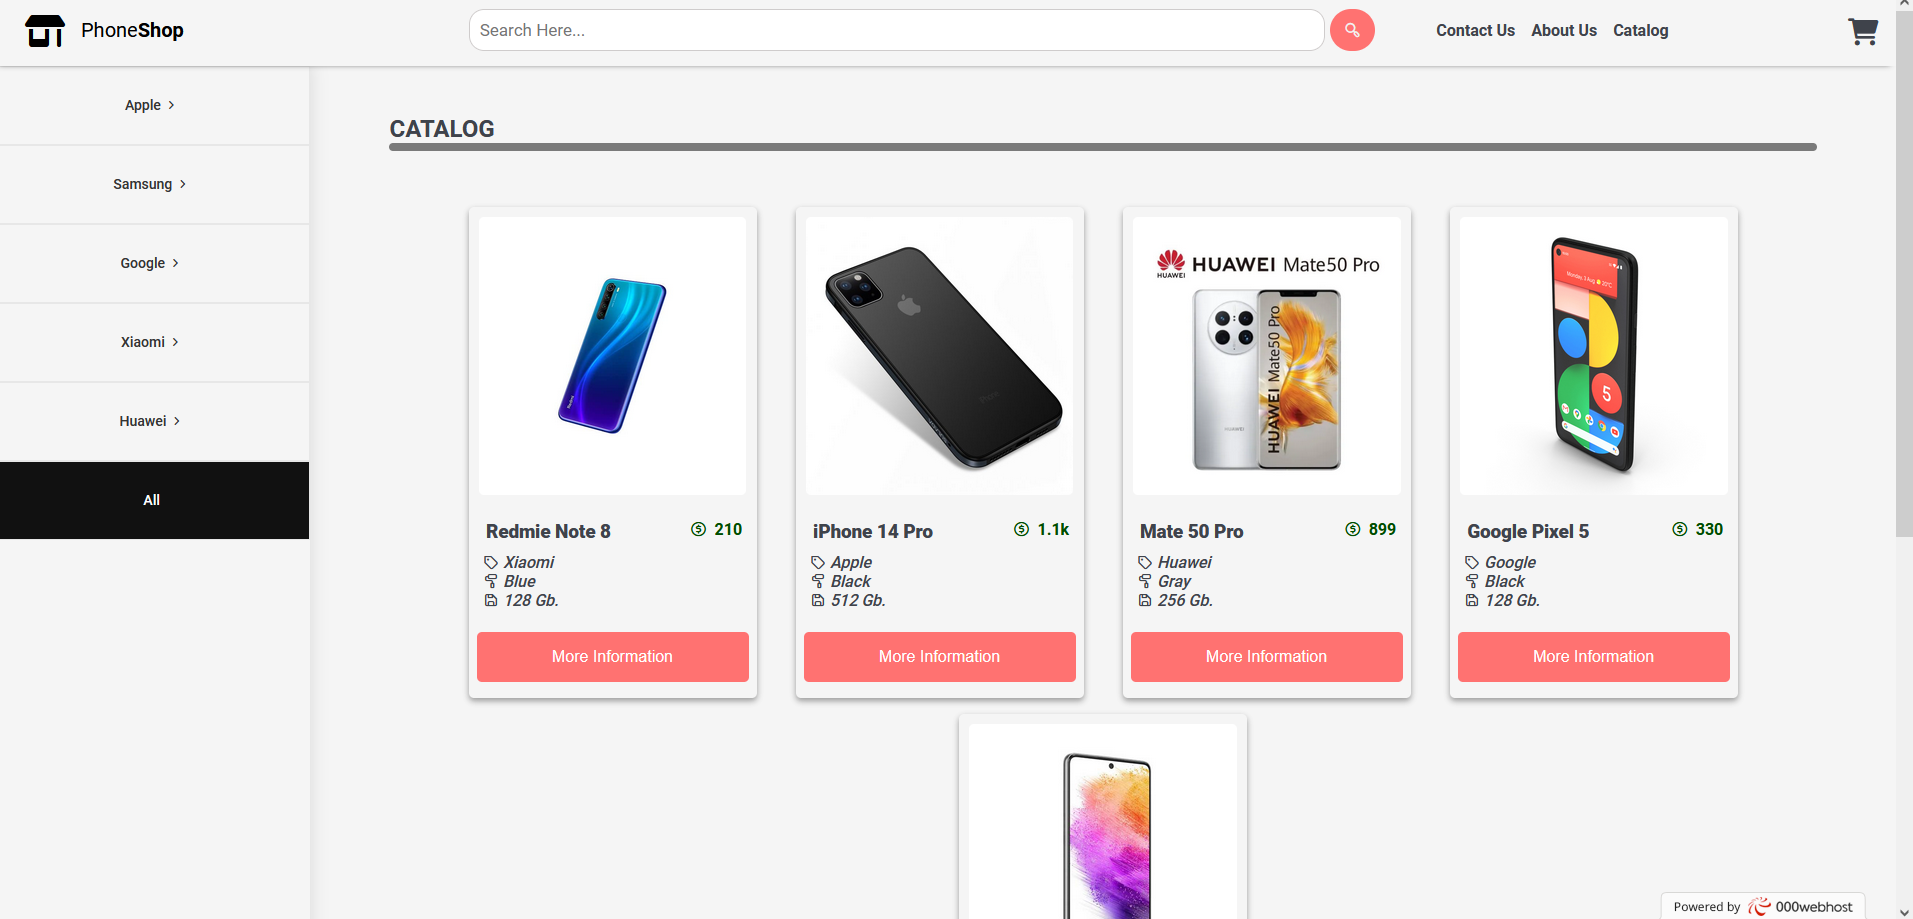 PhoneShop
Search Here...
Contact Us
About Us
Catalog
Apple
Samsung
Google
Xiaomi
Huawei
All
CATALOG
HUAWEI
HUAWEI Mate50 Pro
HUAWEI Mate50 Pro
HUAWEI
5
Redmie Note 8
210
Xiaomi
Blue
128 Gb.
More Information
iPhone 14 Pro
1.1k
Apple
Black
512 Gb.
More Information
Mate 50 Pro
899
Huawei
Gray
256 Gb.
More Information
Google Pixel 5
330
Google
Black
128 Gb.
More Information
Powered by 000webhost